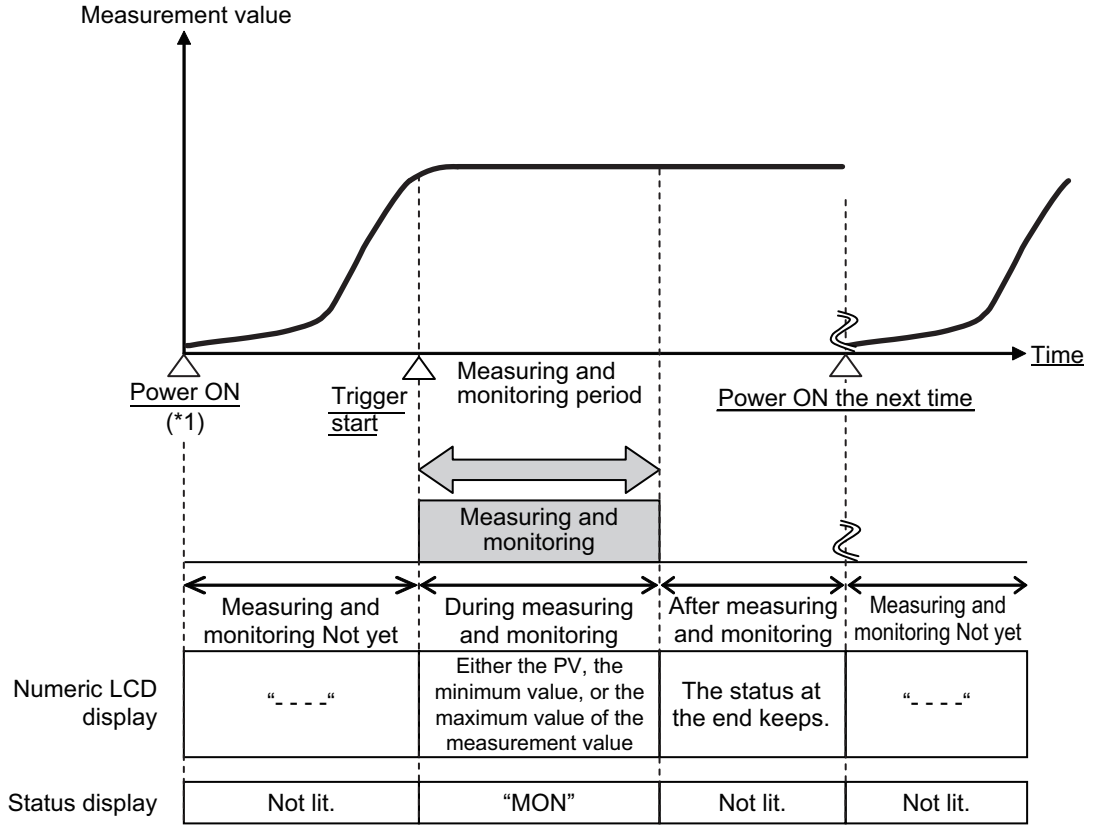 Measurement value
Time
Power ON
(*1)
Trigger
start
Measuring and
monitoring period
Power ON the next time
Measuring and
monitoring
Measuring and
monitoring Not yet
During measuring
and monitoring
After measuring
and monitoring
Measuring and
monitoring Not yet
Numeric LCD
display
“- - - -“
Either the PV, the
minimum value, or the
maximum value of the
measurement value
The status at
the end keeps.
“- - - -“
Status display
Not lit.
“MON”
Not lit.
Not lit.